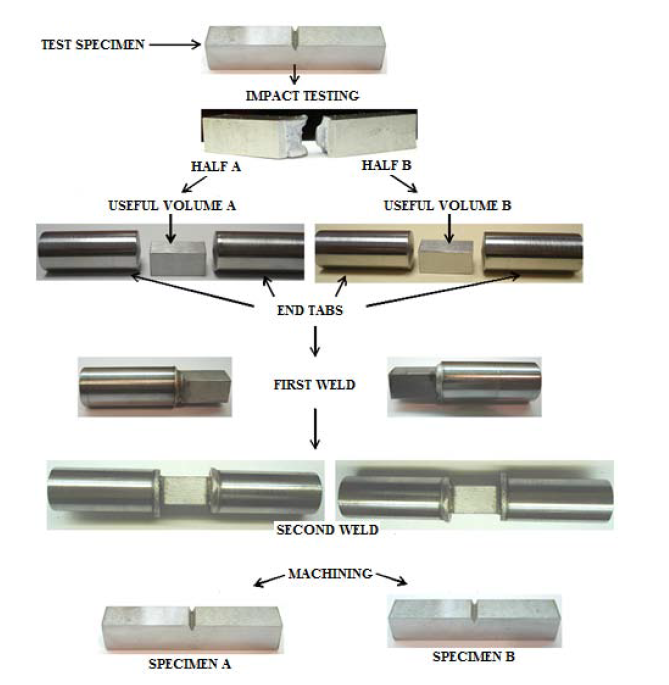 TEST SPECIMEN
IMPACT TESTING
HALF A
HALF B
USEFUL VOLUME A
USEFUL VOLUME B
END TABS
FIRST WELD
SECOND WELD
MACHINING
SPECIMEN A
SPECIMEN B